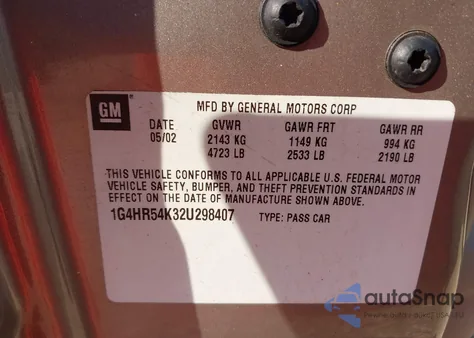 GM
MFD BY GENERAL MOTORS CORP
DATE GVWR GAWR FRT GAWR RR
05/02 2143 KG 1149 KG 994 KG
4723 LB 2533 LB 2190 LB
THIS VEHICLE CONFORMS TO ALL APPLICABLE U.S. FEDERAL MOTOR
VEHICLE SAFETY, BUMPER, AND THEFT PREVENTION STANDARDS IN
EFFECT ON THE DATE OF MANUFACTURE SHOWN ABOVE.
1G4HR54K32U298407 TYPE: PASS CAR
autoSnap